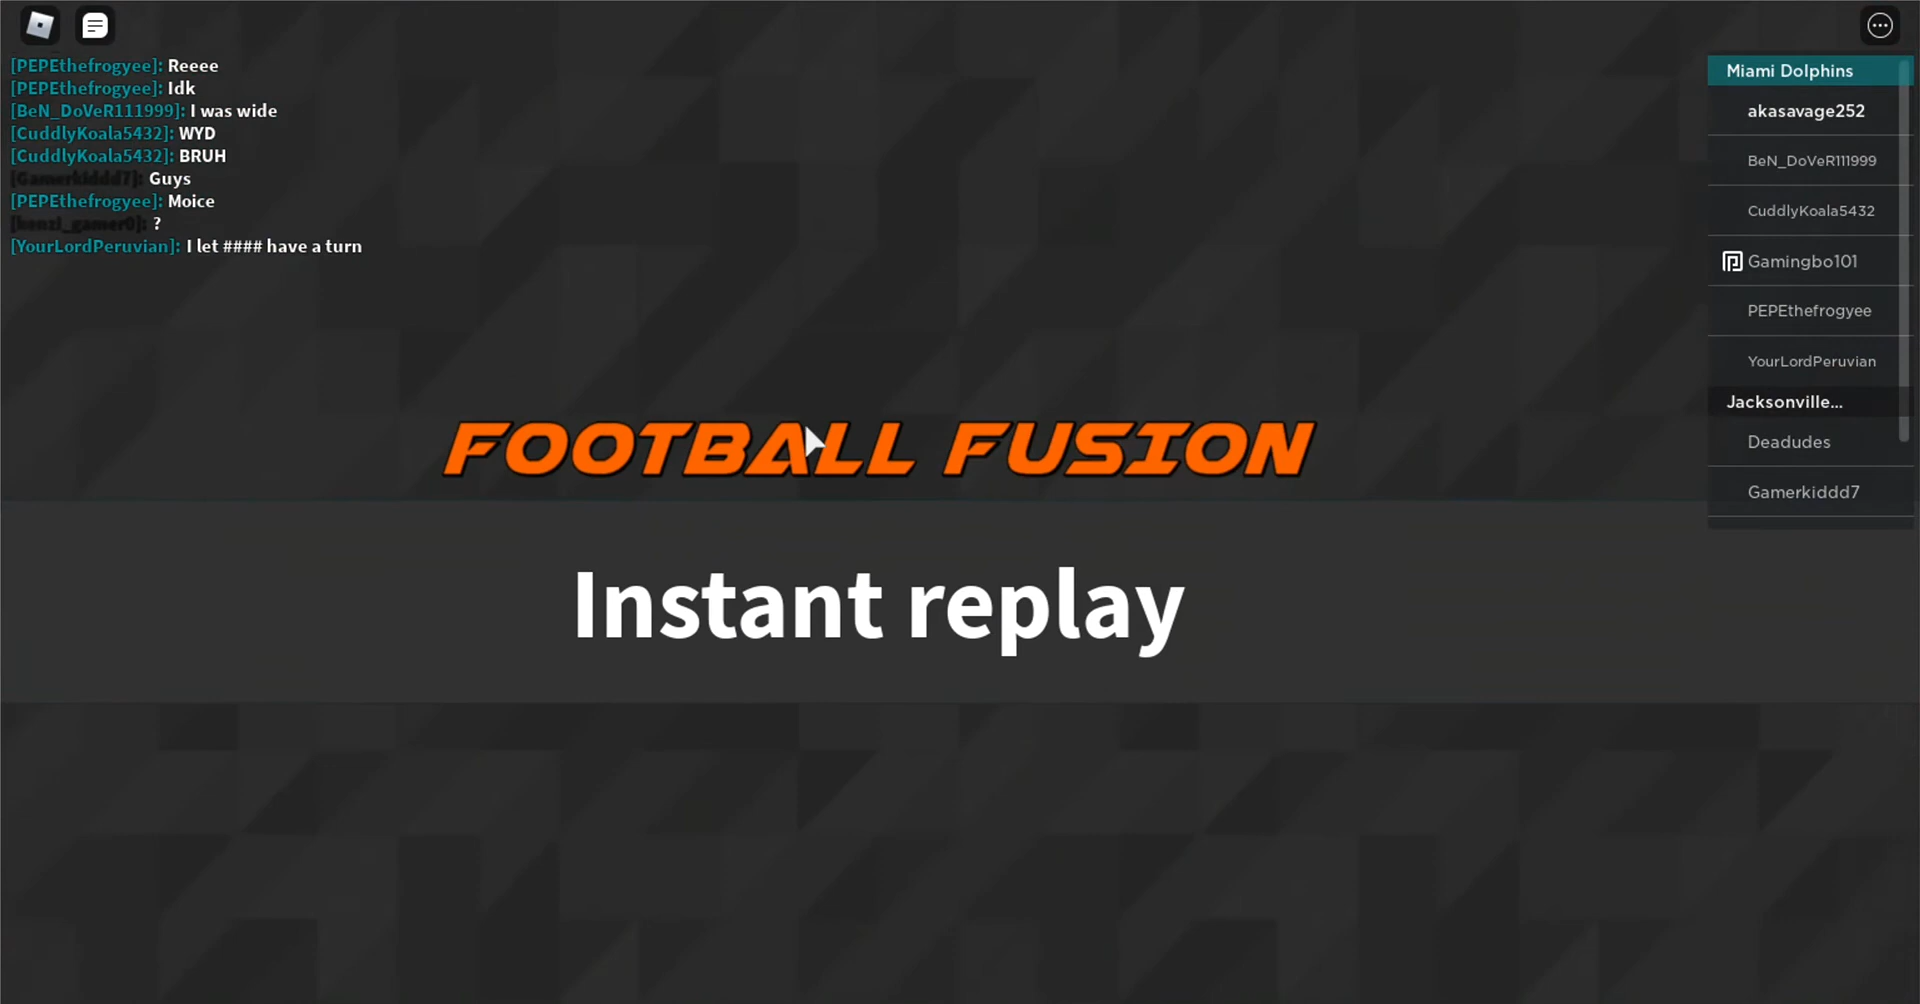 [PEPEthefrogyee]: Reeee
[PEPEthefrogyee]: Idk
[BeN_DoVeR111999]: I was wide
[CuddlyKoala5432]: WYD
[CuddlyKoala5432]: BRUH
[Gamerkiddd7]: Guys
[PEPEthefrogyee]: Moice
: ?
[YourLordPeruvian]: I let #### have a turn
Miami Dolphins
akasavage252
BeN_DoVeR111999
CuddlyKoala5432
Gamingbo101
PEPEthefrogyee
YourLordPeruvian
Jacksonville...
Deadudes
Gamerkiddd7
FOOTBALL FUSION
Instant replay